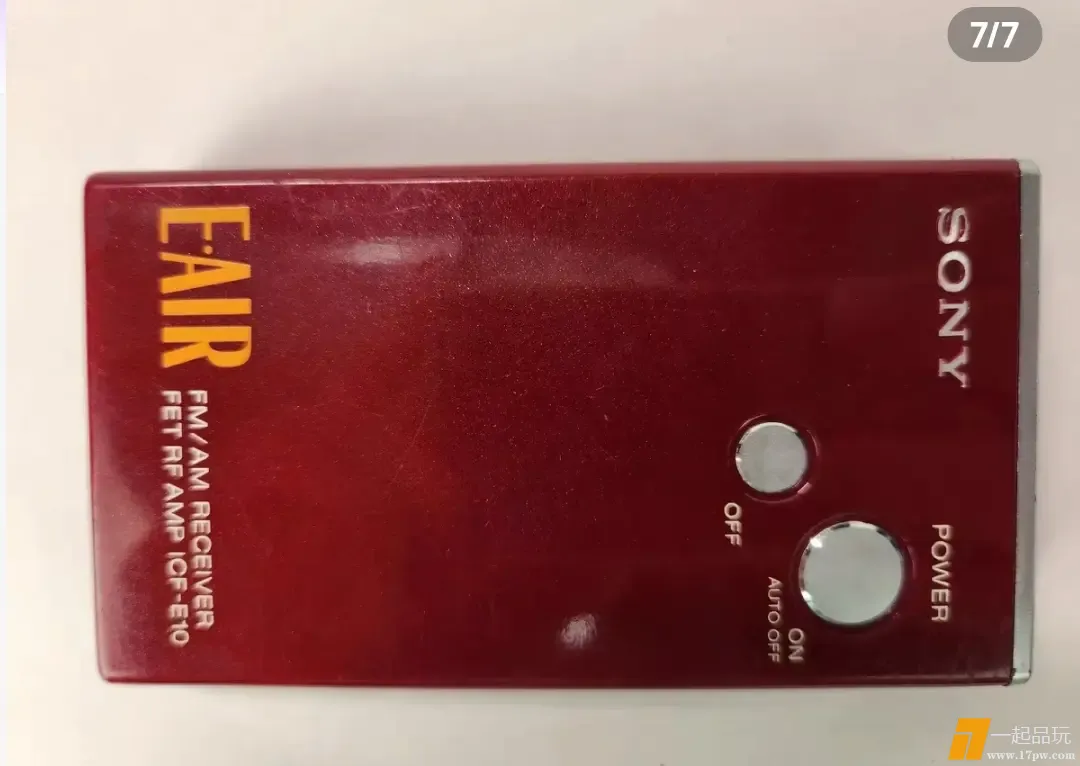 7/7
SONY
POWER
ON
AUTO OFF
OFF
E·AIR
FM/AM RECEIVER
FET RF AMP ICF-E10
一起品玩
www.17pw.com